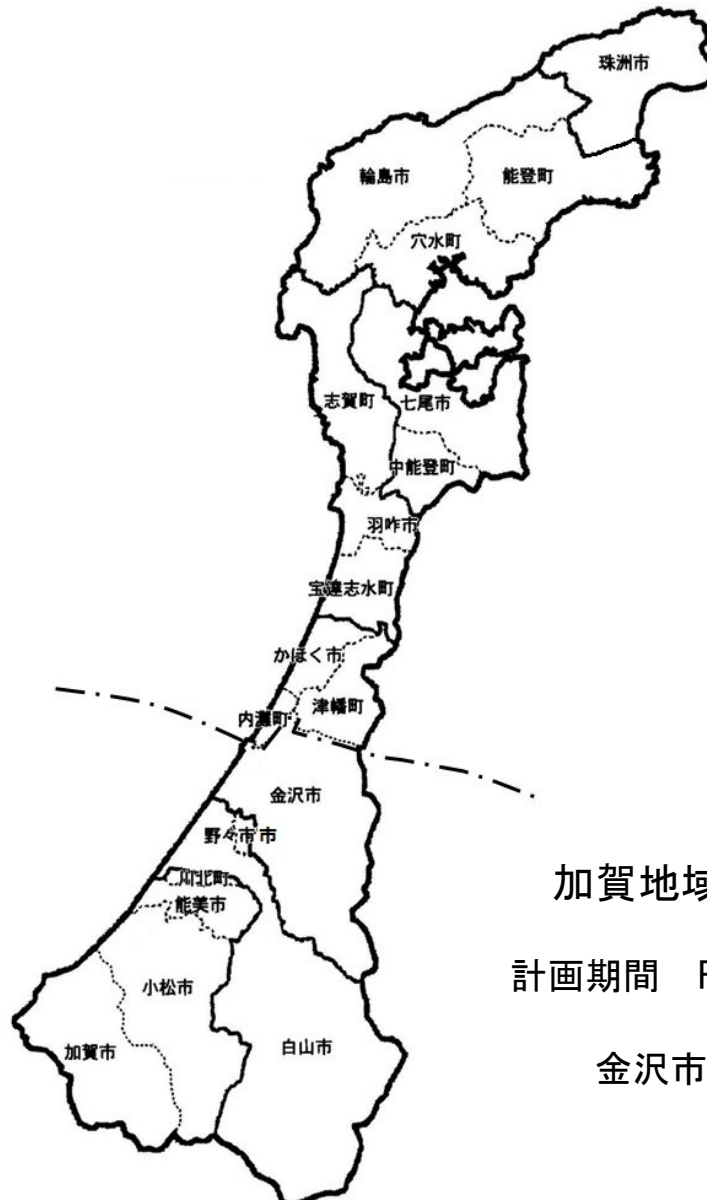 珠洲市
輪島市
能登町
穴水町
志賀町
七尾市
中能登町
羽咋市
宝達志水町
かほく市
津幡町
内灘町
金沢市
野々市市
川北町
能美市
小松市
加賀市
白山市
加賀地域
計画期間
金沢市